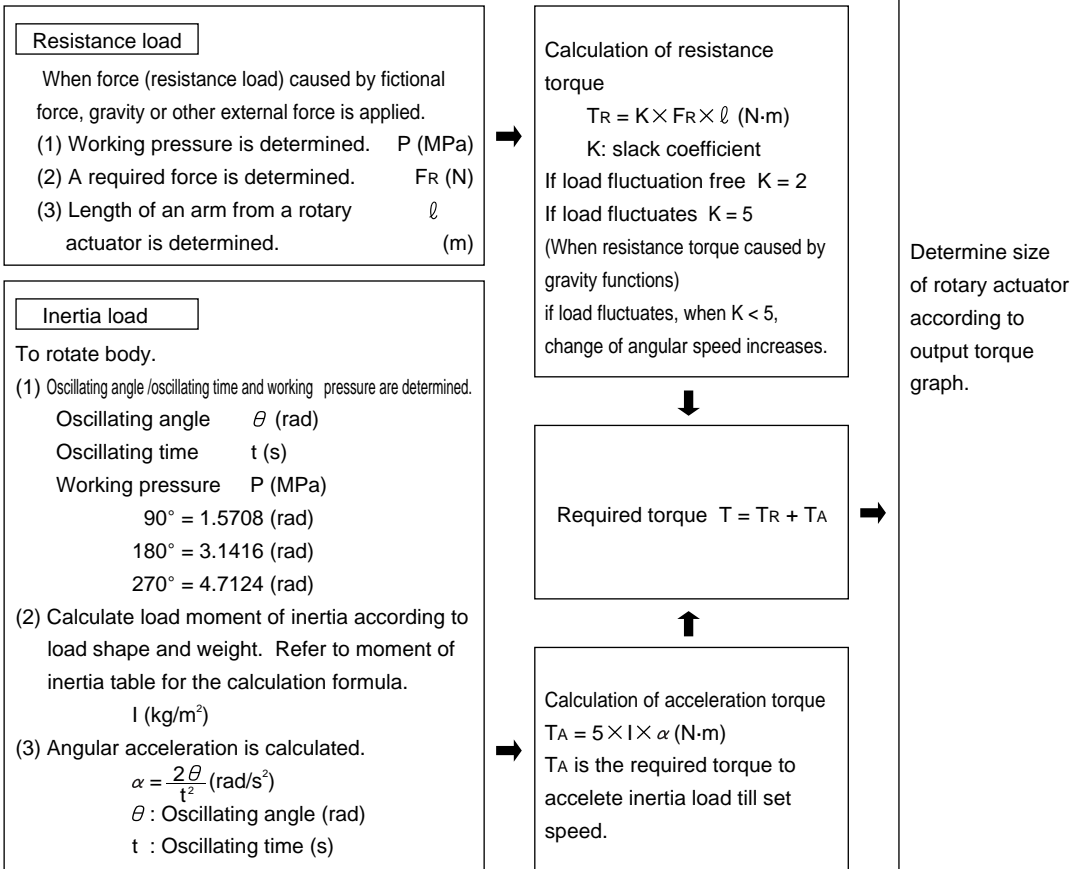 Resistance load
When force (resistance load) caused by fictional
force, gravity or other external force is applied.
(1) Working pressure is determined. P (MPa)
(2) A required force is determined. FR (N)
(3) Length of an arm from a rotary ℓ
actuator is determined. (m)
Inertia load
To rotate body.
(1) Oscillating angle /oscillating time and working pressure are determined.
Oscillating angle θ (rad)
Oscillating time t (s)
Working pressure P (MPa)
90° = 1.5708 (rad)
180° = 3.1416 (rad)
270° = 4.7124 (rad)
(2) Calculate load moment of inertia according to
load shape and weight. Refer to moment of
inertia table for the calculation formula.
I (kg/m²)
(3) Angular acceleration is calculated.
α = 2θ/t² (rad/s²)
θ : Oscillating angle (rad)
t : Oscillating time (s)
Calculation of resistance
torque
TR = K × FR × ℓ (N·m)
K: slack coefficient
If load fluctuation free K = 2
If load fluctuates K = 5
(When resistance torque caused by
gravity functions)
if load fluctuates, when K < 5,
change of angular speed increases.
Required torque T = TR + TA
Calculation of acceleration torque
TA = 5 × I × α (N·m)
TA is the required torque to
accelete inertia load till set
speed.
Determine size
of rotary actuator
according to
output torque
graph.